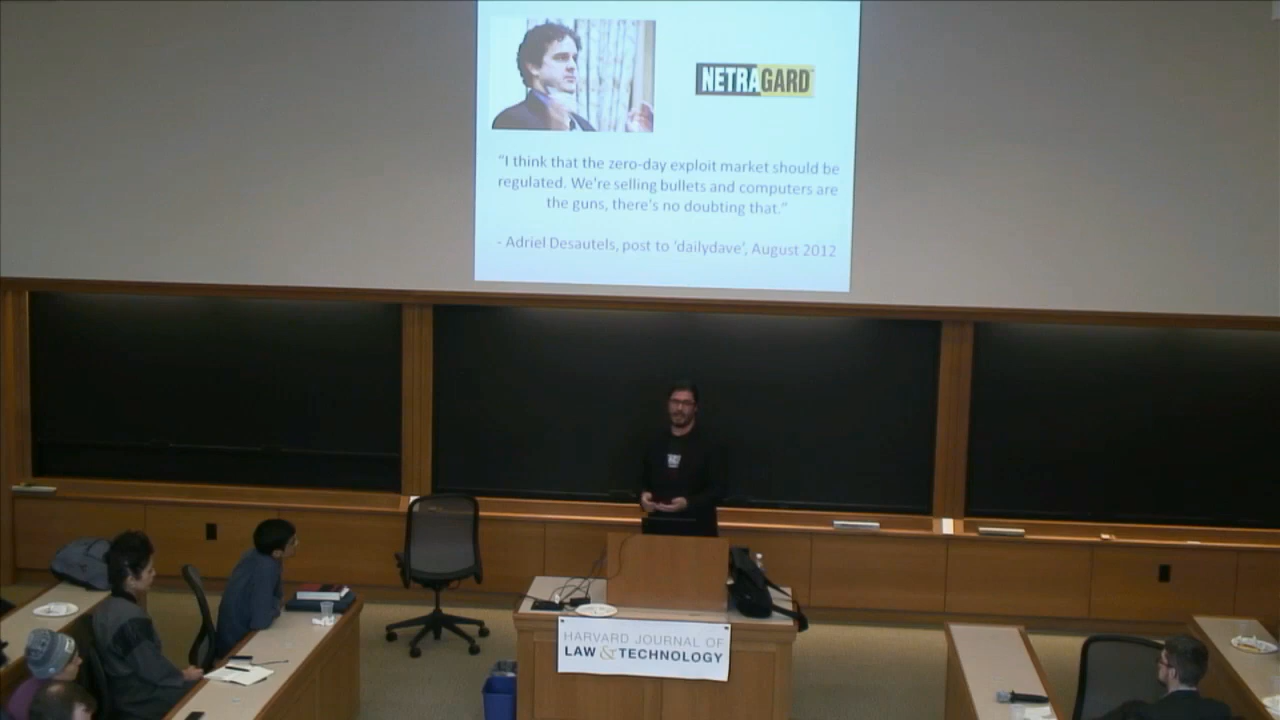 NETRAGARD
“I think that the zero-day exploit market should be
regulated. We're selling bullets and computers are
the guns, there's no doubting that.”
- Adriel Desautels, post to 'dailydave', August 2012
HARVARD JOURNAL OF
LAW & TECHNOLOGY